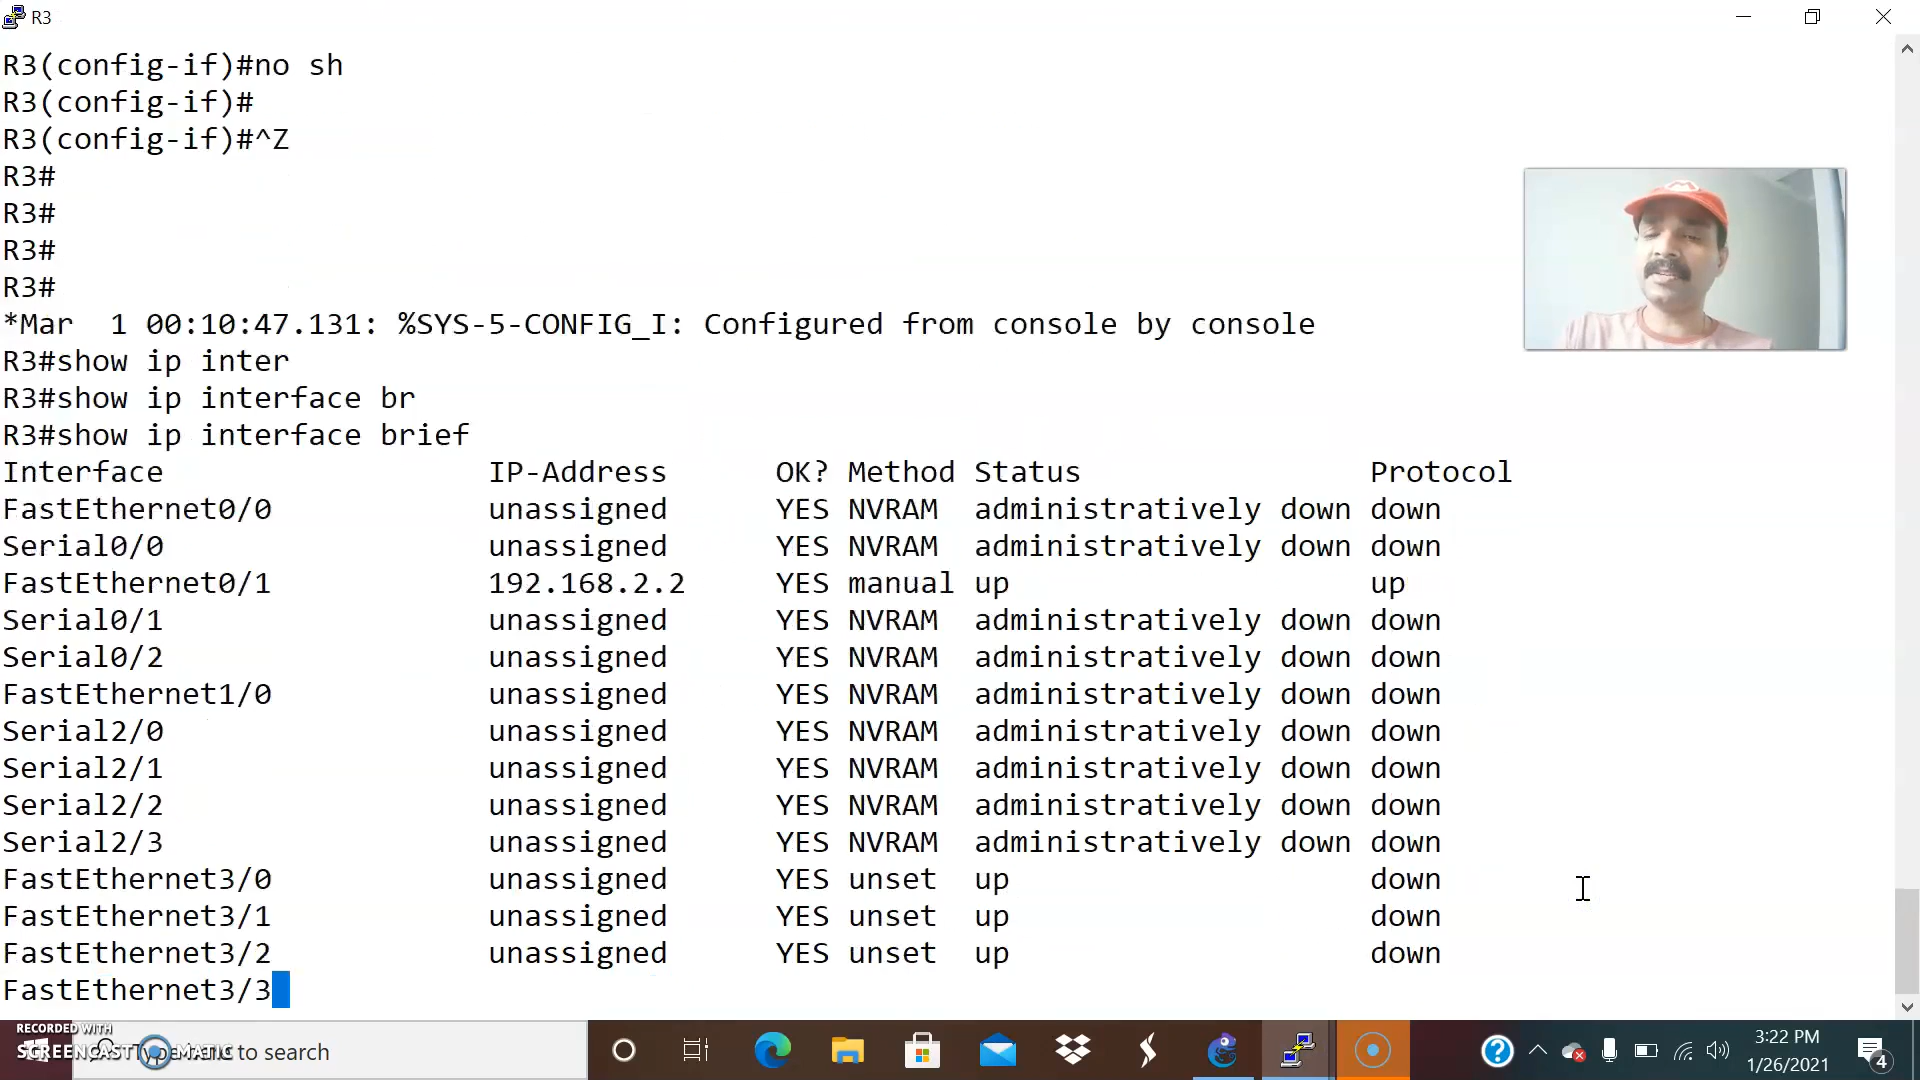 R3
R3(config-if)#no sh
R3(config-if)#
R3(config-if)#^Z
R3#
R3#
R3#
R3#
*Mar  1 00:10:47.131: %SYS-5-CONFIG_I: Configured from console by console
R3#show ip inter
R3#show ip interface br
R3#show ip interface brief
Interface IP-Address OK? Method Status Protocol
FastEthernet0/0 unassigned YES NVRAM administratively down down
Serial0/0 unassigned YES NVRAM administratively down down
FastEthernet0/1 192.168.2.2 YES manual up up
Serial0/1 unassigned YES NVRAM administratively down down
Serial0/2 unassigned YES NVRAM administratively down down
FastEthernet1/0 unassigned YES NVRAM administratively down down
Serial2/0 unassigned YES NVRAM administratively down down
Serial2/1 unassigned YES NVRAM administratively down down
Serial2/2 unassigned YES NVRAM administratively down down
Serial2/3 unassigned YES NVRAM administratively down down
FastEthernet3/0 unassigned YES unset up down
FastEthernet3/1 unassigned YES unset up down
FastEthernet3/2 unassigned YES unset up down
FastEthernet3/3
M
RECORDED WITH
SCREENCAST MATIC
Type here to search
3:22 PM
1/26/2021
4